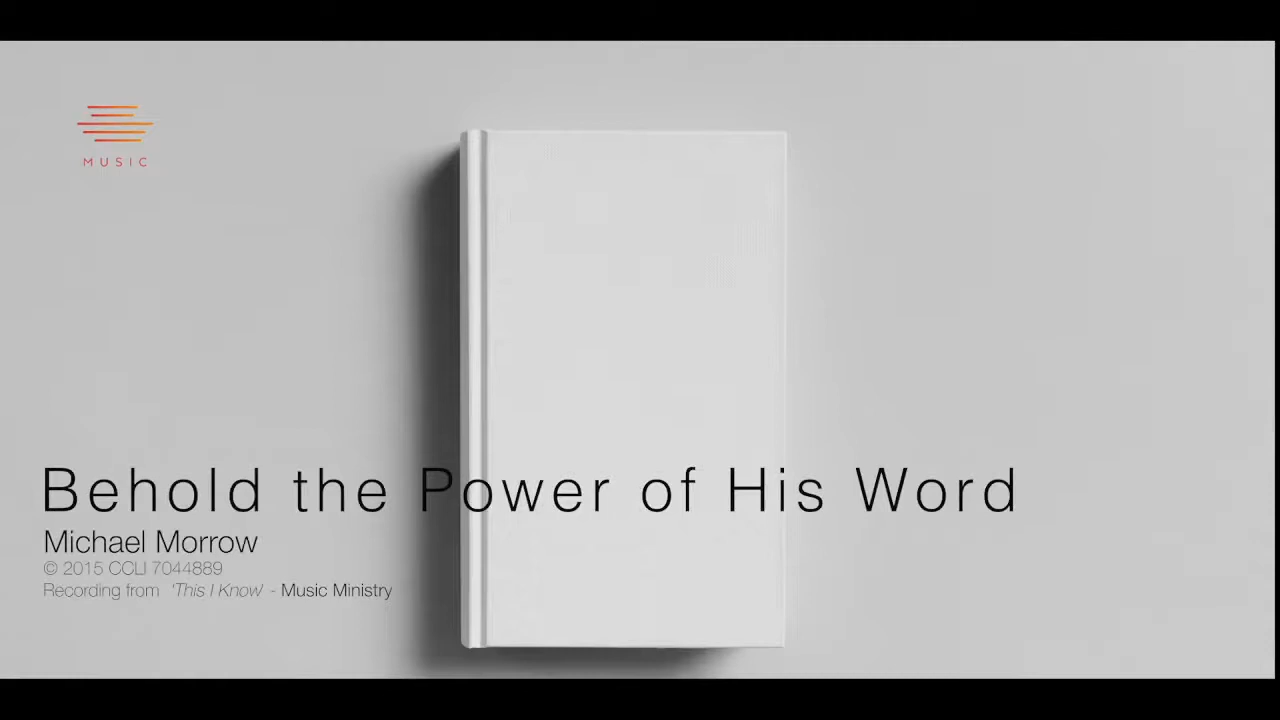 MUSIC
Behold the Power of His Word
Michael Morrow
© 2015 CCLI 7044889
Recording from 'This I Know' - Music Ministry